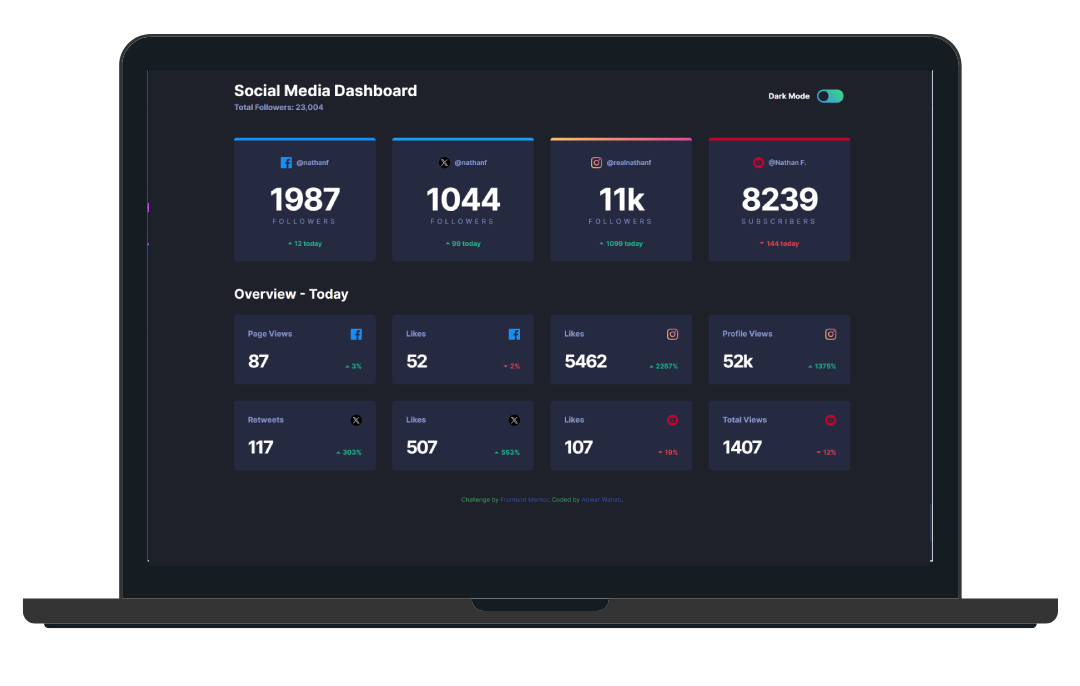 Social Media Dashboard
Total Followers: 23,004
Dark Mode
@nathanf
1987
FOLLOWERS
12 today
@nathanf
1044
FOLLOWERS
99 today
@realnathanf
11k
FOLLOWERS
1099 today
@Nathan F.
8239
SUBSCRIBERS
144 today
Overview - Today
Page Views
87
3%
Likes
52
2%
Likes
5462
2257%
Profile Views
52k
1375%
Retweets
117
303%
Likes
507
553%
Likes
107
19%
Total Views
1407
12%
Challenge by Frontend Mentor. Coded by Anwar Wahab.